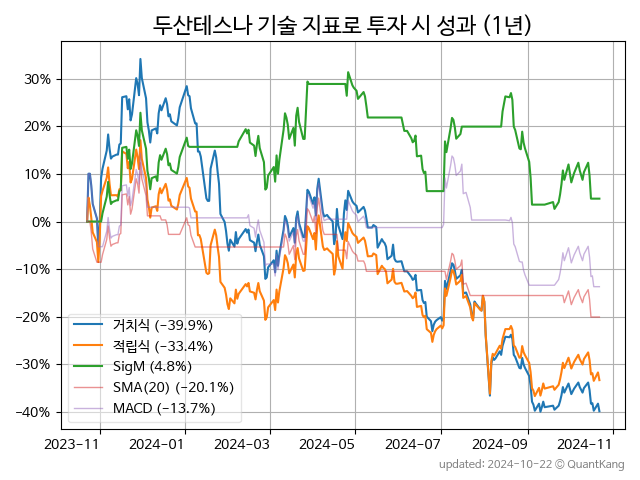 두산테스나 기술 지표로 투자 시 성과 (1년)
30%
20%
10%
0%
−10%
−20%
−30%
−40%
거치식 (−39.9%)
적립식 (−33.4%)
SigM (4.8%)
SMA(20) (−20.1%)
MACD (−13.7%)
2023-11 2024-01 2024-03 2024-05 2024-07 2024-09 2024-11
updated: 2024-10-22 © QuantKang